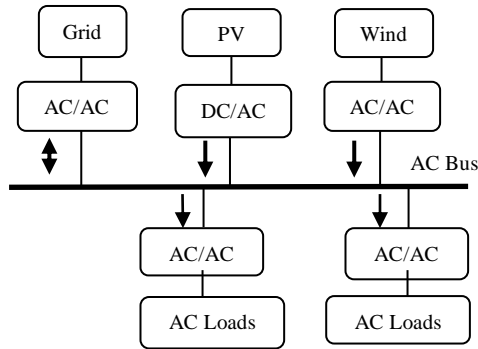 Grid PV Wind
AC/AC DC/AC AC/AC
AC Bus
AC/AC AC/AC
AC Loads AC Loads